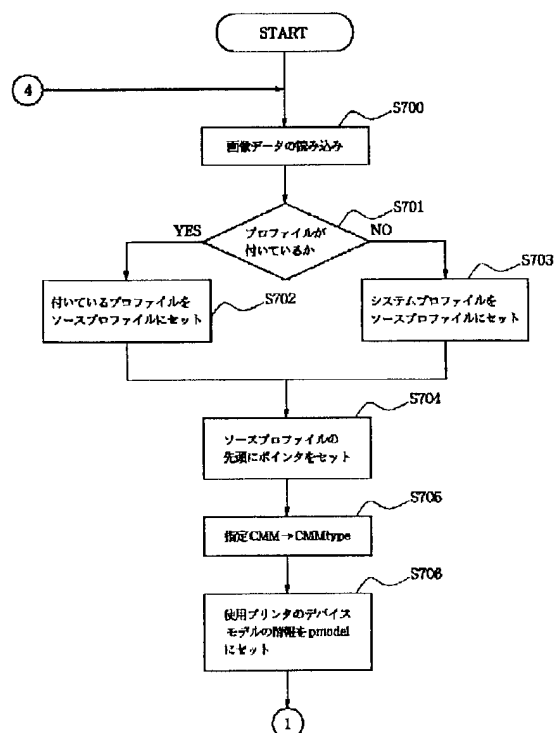 START
4
S700
画像データの読み込み
S701
YES
プロファイルが
付いているか
NO
S703
付いているプロファイルを
ソースプロファイルにセット
S702
システムプロファイルを
ソースプロファイルにセット
S704
ソースプロファイルの
先頭にポインタをセット
S705
指定CMM→CMMtype
S706
使用プリンタのデバイス
モデルの情報をpmodel
にセット
1